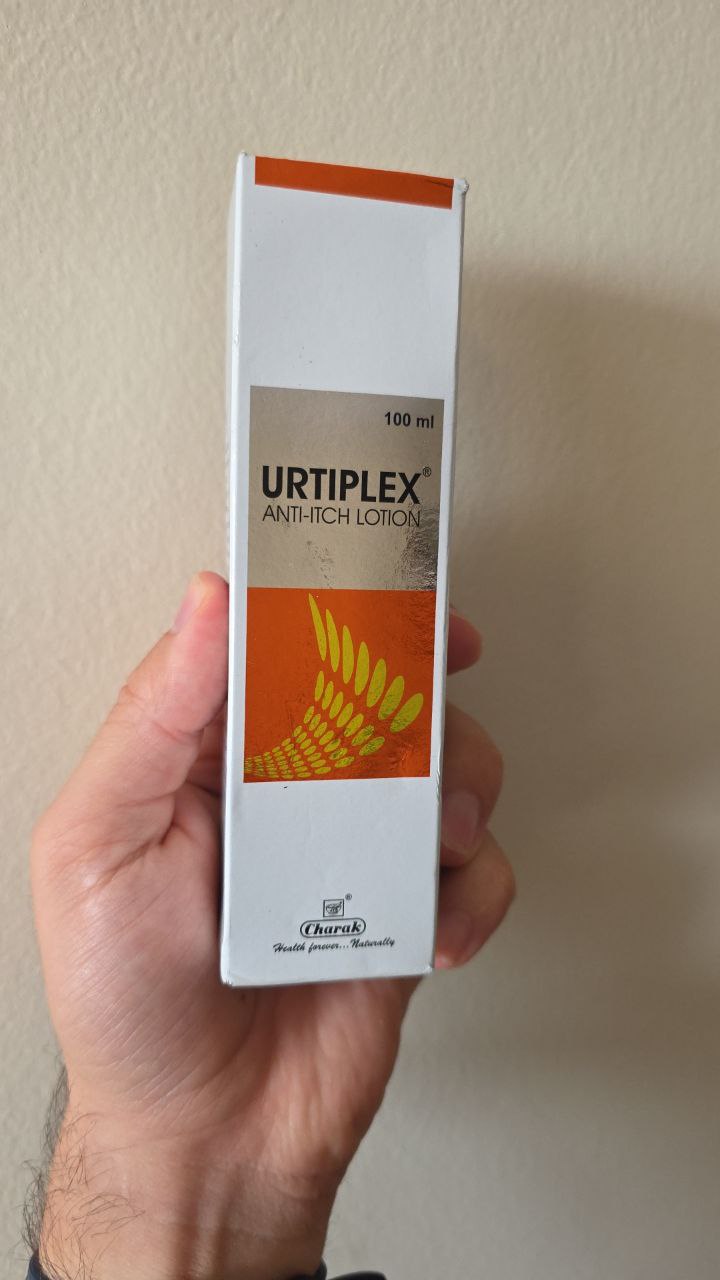 100 ml
URTIPLEX®
ANTI-ITCH LOTION
®
Charak
Health forever... Naturally